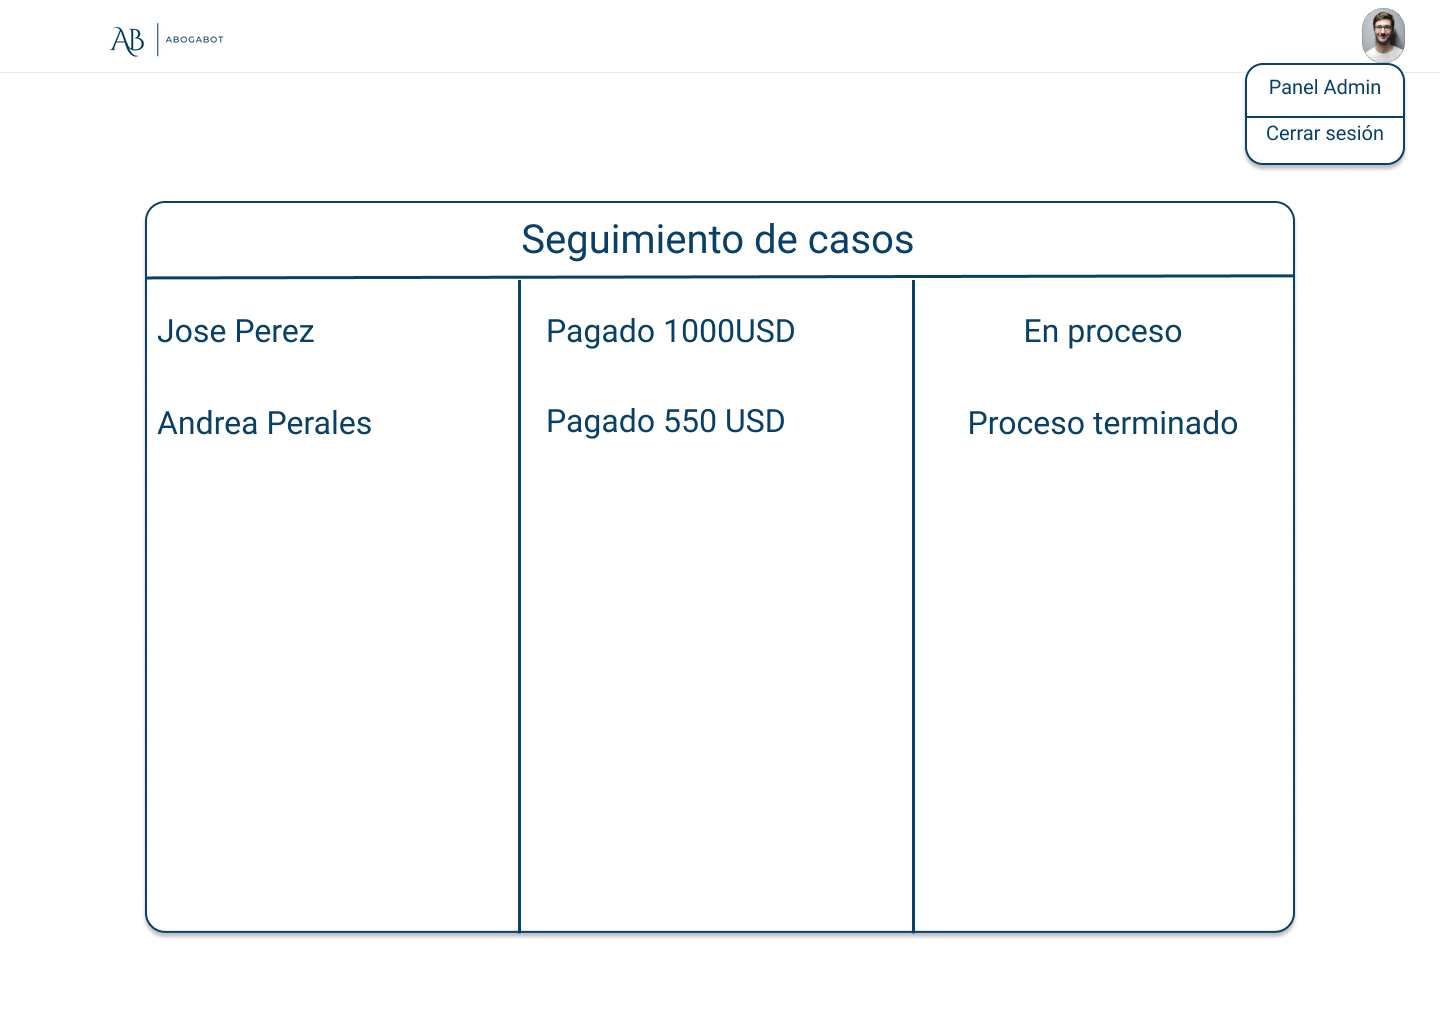 AB ABOGABOT
Panel Admin
Cerrar sesión
Seguimiento de casos
Jose Perez Pagado 1000USD En proceso
Andrea Perales Pagado 550 USD Proceso terminado